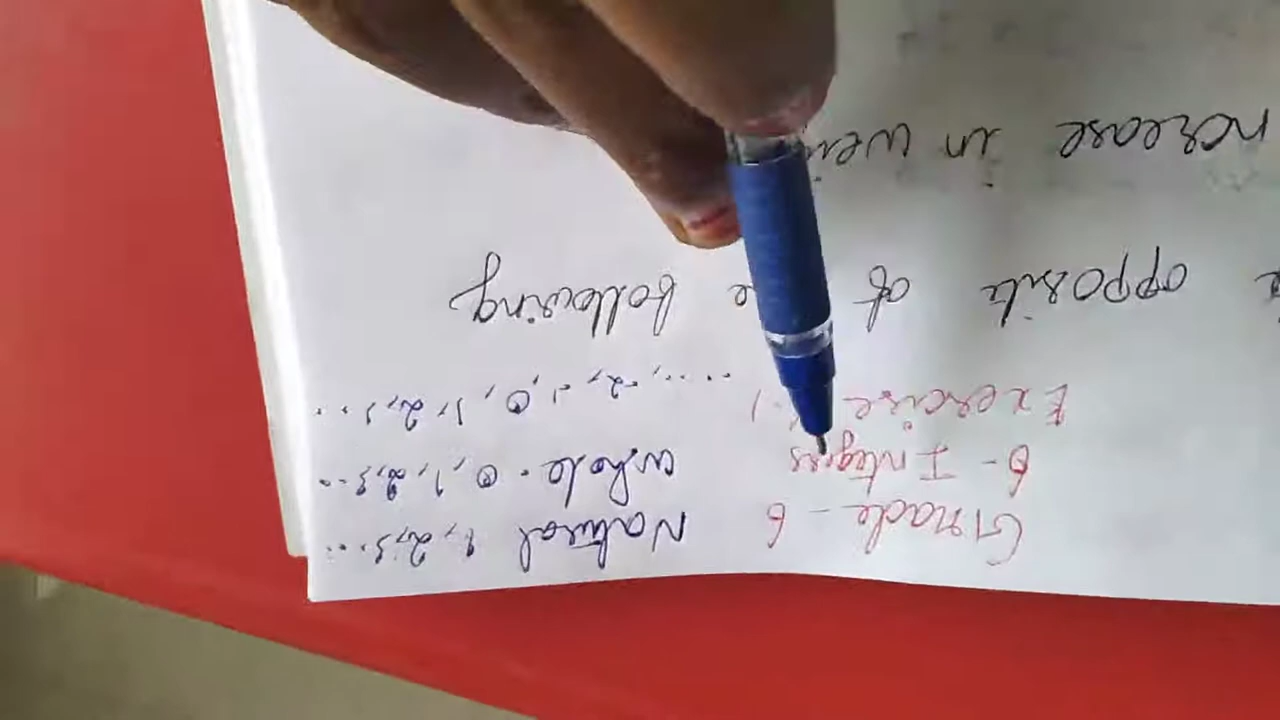 Grade - 6 Natural 1, 2, 3...
6 - Integers whole - 0, 1, 2, 3...
Exercise ...., -2, -1, 0, 1, 2, 3...
opposite of following
in